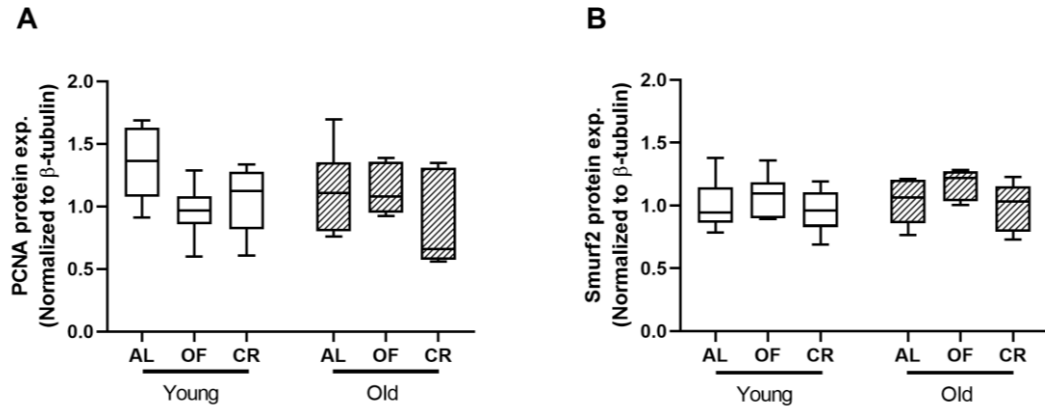 A
PCNA protein exp.
(Normalized to β-tubulin)
2.0
1.5
1.0
0.5
0.0
AL OF CR AL OF CR
Young Old
B
Smurf2 protein exp.
(Normalized to β-tubulin)
2.0
1.5
1.0
0.5
0.0
AL OF CR AL OF CR
Young Old